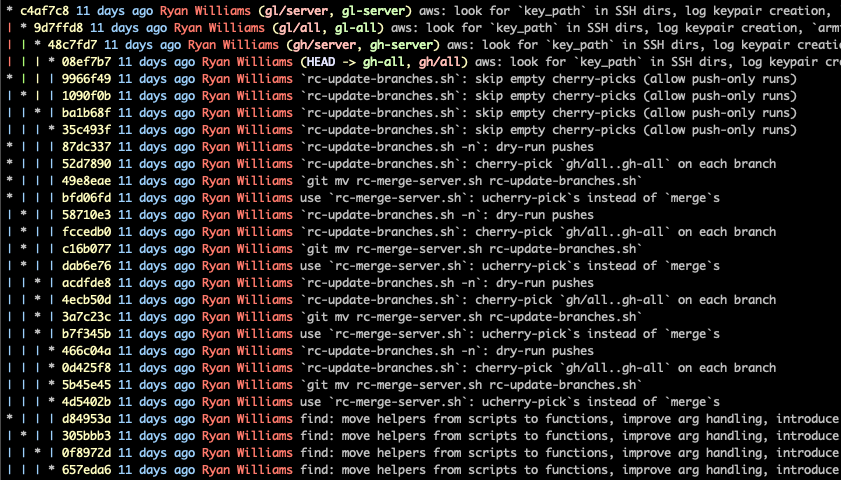 * c4af7c8 11 days ago Ryan Williams (gl/server, gl-server) aws: look for `key_path` in SSH dirs, log keypair creation,
| * 9d7ffd8 11 days ago Ryan Williams (gl/all, gl-all) aws: look for `key_path` in SSH dirs, log keypair creation, `arm
| | * 48c7fd7 11 days ago Ryan Williams (gh/server, gh-server) aws: look for `key_path` in SSH dirs, log keypair creation
| | | * 08ef7b7 11 days ago Ryan Williams (HEAD -> gh-all, gh/all) aws: look for `key_path` in SSH dirs, log keypair cre
* | | | 9966f49 11 days ago Ryan Williams `rc-update-branches.sh`: skip empty cherry-picks (allow push-only runs)
| * | | 1090f0b 11 days ago Ryan Williams `rc-update-branches.sh`: skip empty cherry-picks (allow push-only runs)
| | * | ba1b68f 11 days ago Ryan Williams `rc-update-branches.sh`: skip empty cherry-picks (allow push-only runs)
| | | * 35c493f 11 days ago Ryan Williams `rc-update-branches.sh`: skip empty cherry-picks (allow push-only runs)
* | | | 87dc337 11 days ago Ryan Williams `rc-update-branches.sh -n`: dry-run pushes
* | | | 52d7890 11 days ago Ryan Williams `rc-update-branches.sh`: cherry-pick `gh/all..gh-all` on each branch
* | | | 49e8eae 11 days ago Ryan Williams `git mv rc-merge-server.sh rc-update-branches.sh`
* | | | bfd06fd 11 days ago Ryan Williams use `rc-merge-server.sh`: ucherry-pick`s instead of `merge`s
| * | | 58710e3 11 days ago Ryan Williams `rc-update-branches.sh -n`: dry-run pushes
| * | | fccedb0 11 days ago Ryan Williams `rc-update-branches.sh`: cherry-pick `gh/all..gh-all` on each branch
| * | | c16b077 11 days ago Ryan Williams `git mv rc-merge-server.sh rc-update-branches.sh`
| * | | dab6e76 11 days ago Ryan Williams use `rc-merge-server.sh`: ucherry-pick`s instead of `merge`s
| | * | acdfde8 11 days ago Ryan Williams `rc-update-branches.sh -n`: dry-run pushes
| | * | 4ecb50d 11 days ago Ryan Williams `rc-update-branches.sh`: cherry-pick `gh/all..gh-all` on each branch
| | * | 3a7c23c 11 days ago Ryan Williams `git mv rc-merge-server.sh rc-update-branches.sh`
| | * | b7f345b 11 days ago Ryan Williams use `rc-merge-server.sh`: ucherry-pick`s instead of `merge`s
| | | * 466c04a 11 days ago Ryan Williams `rc-update-branches.sh -n`: dry-run pushes
| | | * 0d425f8 11 days ago Ryan Williams `rc-update-branches.sh`: cherry-pick `gh/all..gh-all` on each branch
| | | * 5b45e45 11 days ago Ryan Williams `git mv rc-merge-server.sh rc-update-branches.sh`
| | | * 4d5402b 11 days ago Ryan Williams use `rc-merge-server.sh`: ucherry-pick`s instead of `merge`s
* | | | d84953a 11 days ago Ryan Williams find: move helpers from scripts to functions, improve arg handling, introduce
| * | | 305bbb3 11 days ago Ryan Williams find: move helpers from scripts to functions, improve arg handling, introduce
| | * | 0f8972d 11 days ago Ryan Williams find: move helpers from scripts to functions, improve arg handling, introduce
| | | * 657eda6 11 days ago Ryan Williams find: move helpers from scripts to functions, improve arg handling, introduce